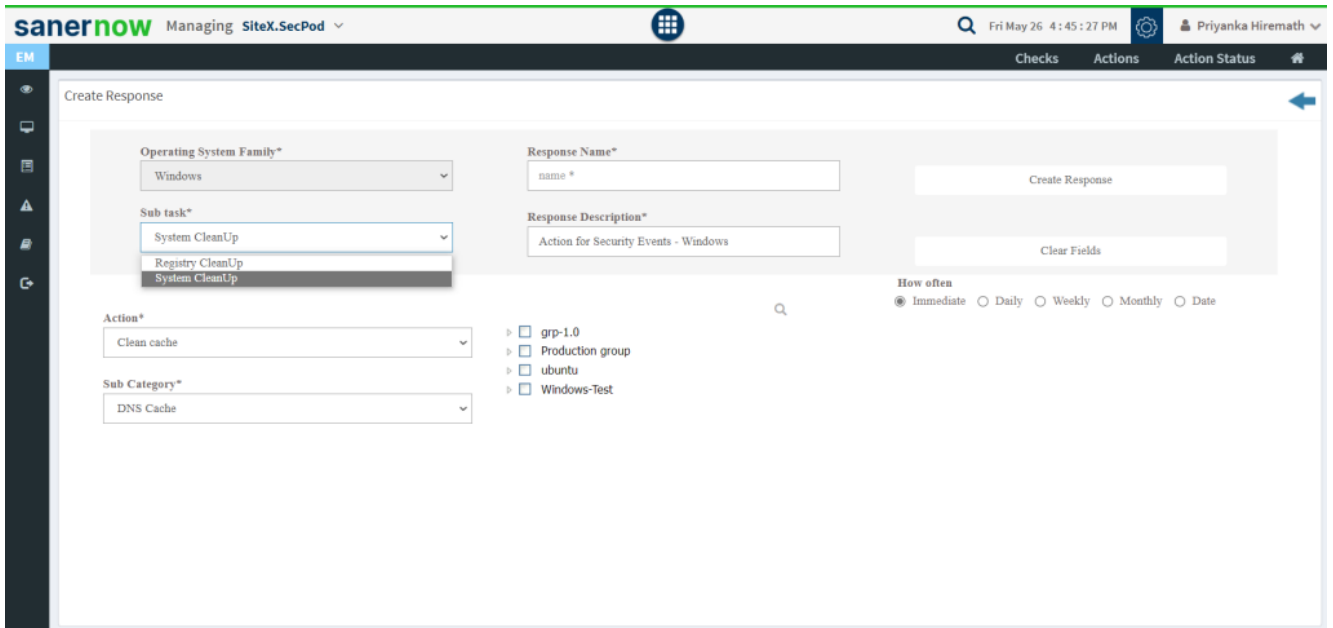 sanernow Managing SiteX.SecPod Fri May 26 4:45:27 PM Priyanka Hiremath
EM Checks Actions Action Status
Create Response
Operating System Family* Response Name*
Windows name * Create Response
Sub task* Response Description*
System CleanUp Action for Security Events - Windows Clear Fields
Registry CleanUp
System CleanUp
How often
Immediate Daily Weekly Monthly Date
Action*
Clean cache
grp-1.0
Production group
ubuntu
Windows-Test
Sub Category*
DNS Cache